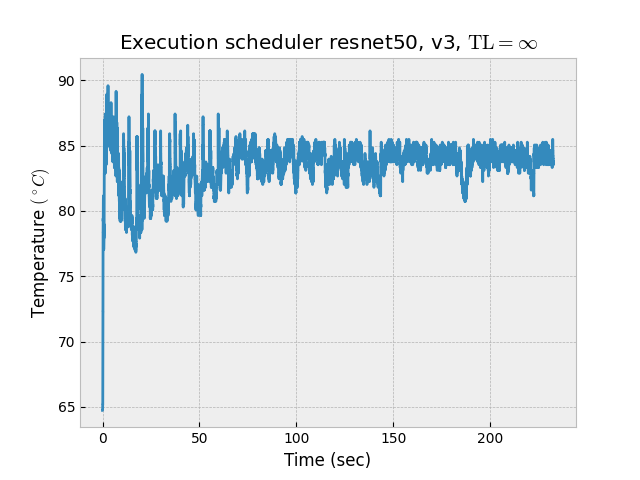 Execution scheduler resnet50, v3, TL = ∞
Temperature (°C)
90
85
80
75
70
65
0 50 100 150 200
Time (sec)